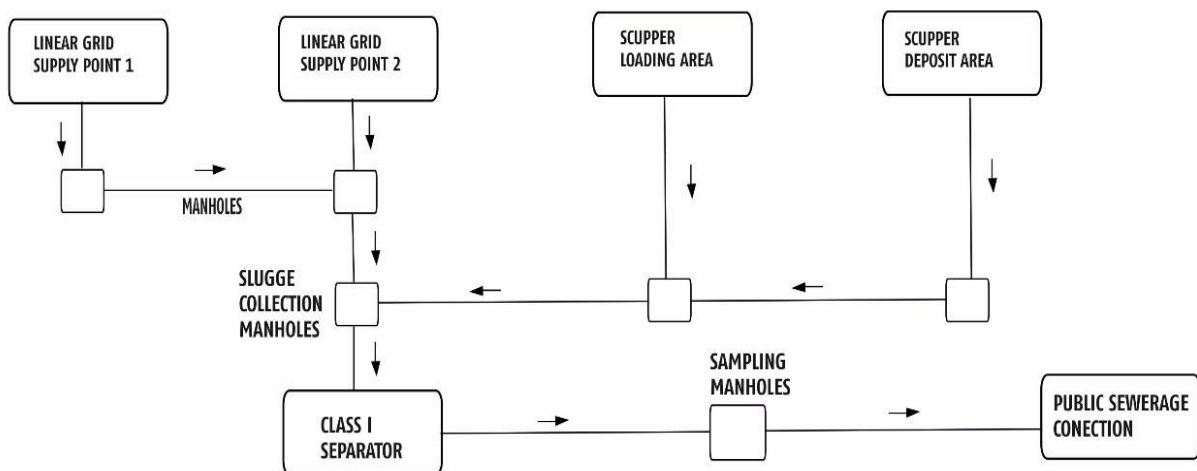 LINEAR GRID
SUPPLY POINT 1
LINEAR GRID
SUPPLY POINT 2
SCUPPER
LOADING AREA
SCUPPER
DEPOSIT AREA
MANHOLES
SLUGGE
COLLECTION
MANHOLES
SAMPLING
MANHOLES
CLASS I
SEPARATOR
PUBLIC SEWERAGE
CONECTION